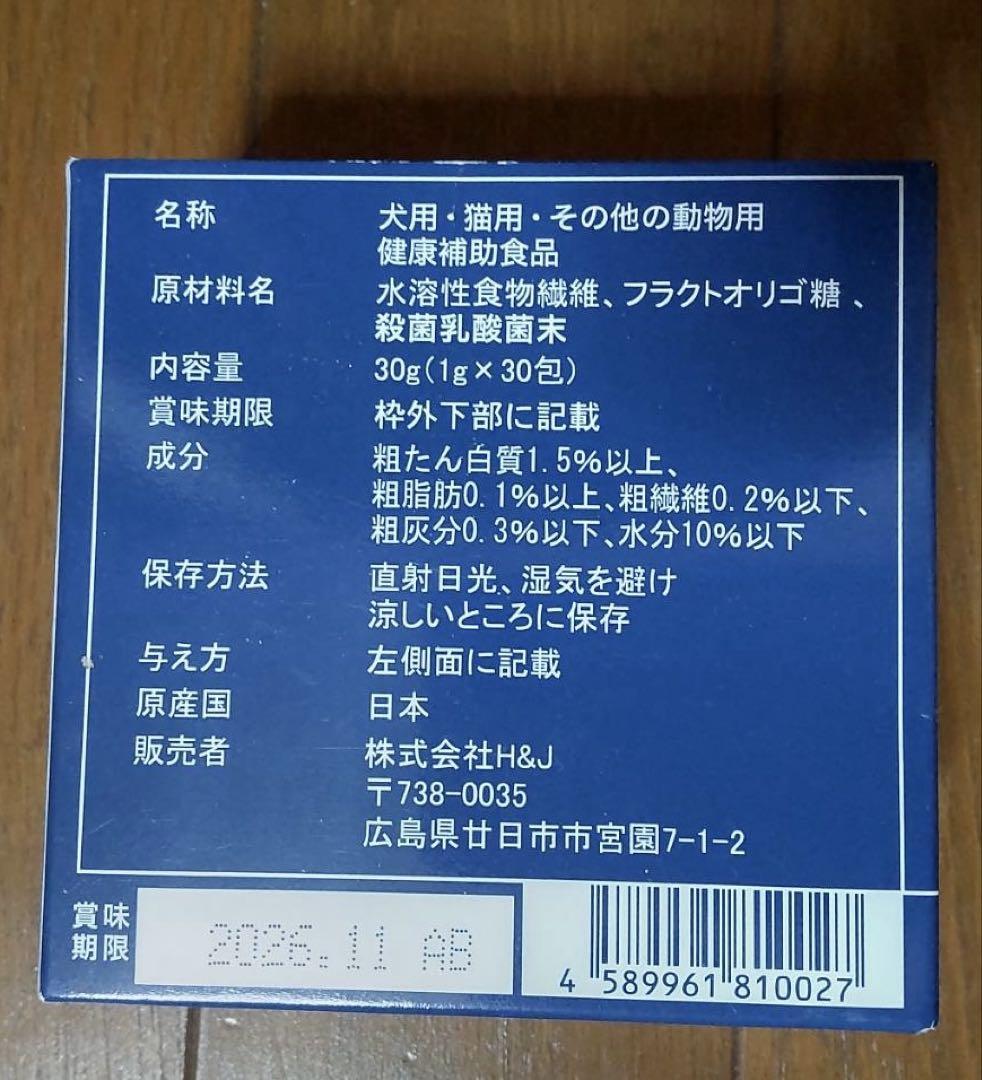 名称 犬用・猫用・その他の動物用
健康補助食品
原材料名 水溶性食物繊維、フラクトオリゴ糖、
殺菌乳酸菌末
内容量 30g(1g×30包)
賞味期限 枠外下部に記載
成分 粗たん白質1.5%以上、
粗脂肪0.1%以上、粗繊維0.2%以下、
粗灰分0.3%以下、水分10%以下
保存方法 直射日光、湿気を避け
涼しいところに保存
与え方 左側面に記載
原産国 日本
販売者 株式会社H&J
〒738-0035
広島県廿日市市宮園7-1-2
賞味
期限
2026.11 AB
4 589961 810027